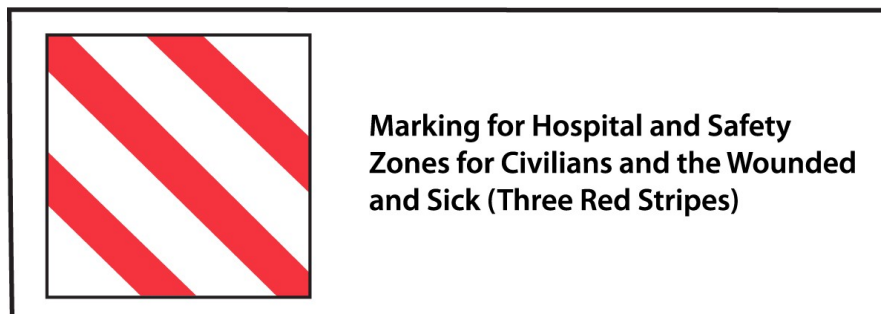 Marking for Hospital and Safety
Zones for Civilians and the Wounded
and Sick (Three Red Stripes)